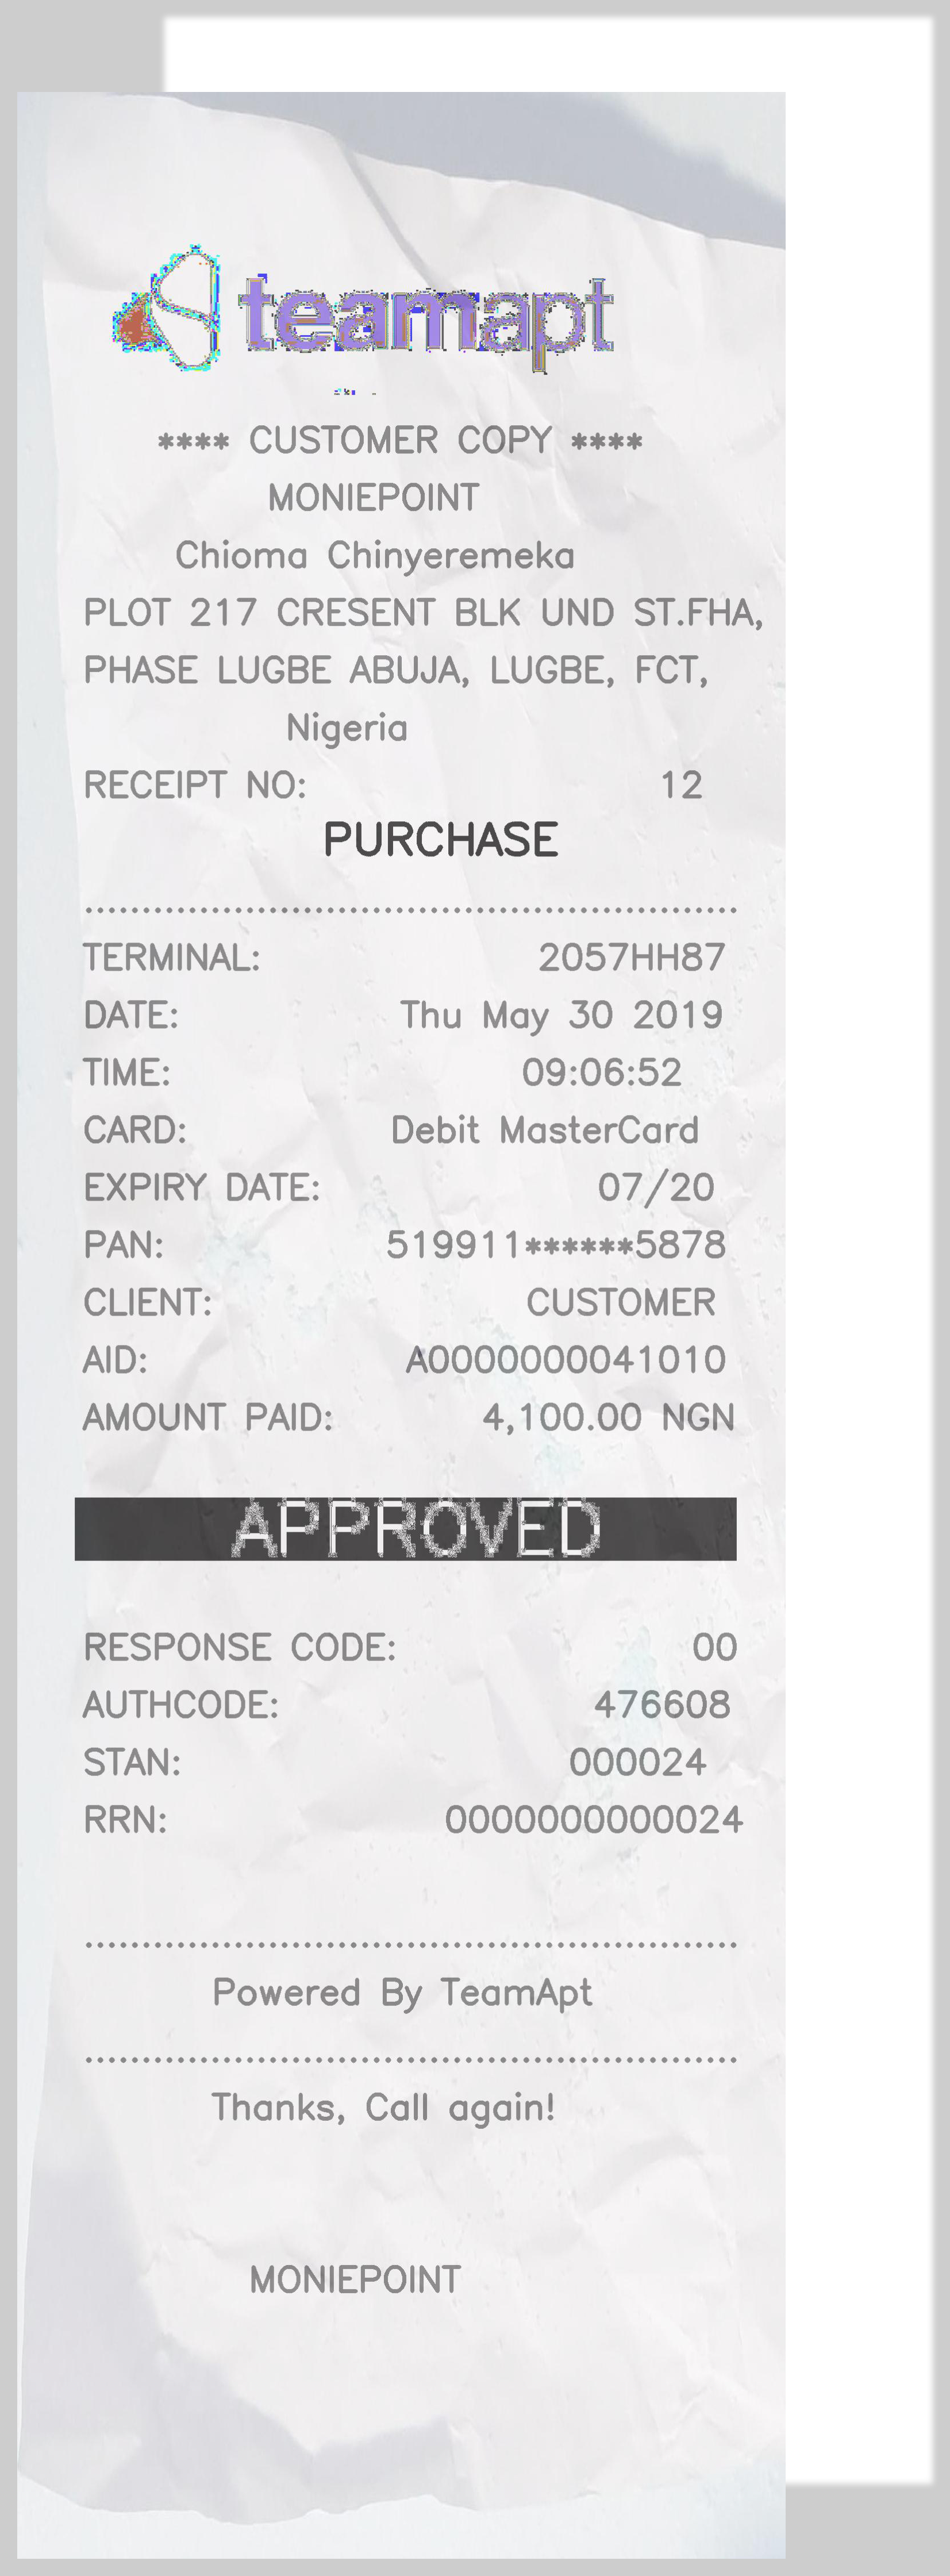 teamapt
**** CUSTOMER COPY ****
MONIEPOINT
Chioma Chinyeremeka
PLOT 217 CRESENT BLK UND ST.FHA,
PHASE LUGBE ABUJA, LUGBE, FCT,
Nigeria
RECEIPT NO: 12
PURCHASE
TERMINAL: 2057HH87
DATE: Thu May 30 2019
TIME: 09:06:52
CARD: Debit MasterCard
EXPIRY DATE: 07/20
PAN: 519911******5878
CLIENT: CUSTOMER
AID: A0000000041010
AMOUNT PAID: 4,100.00 NGN
APPROVED
RESPONSE CODE: 00
AUTHCODE: 476608
STAN: 000024
RRN: 0000000000024
Powered By TeamApt
Thanks, Call again!
MONIEPOINT